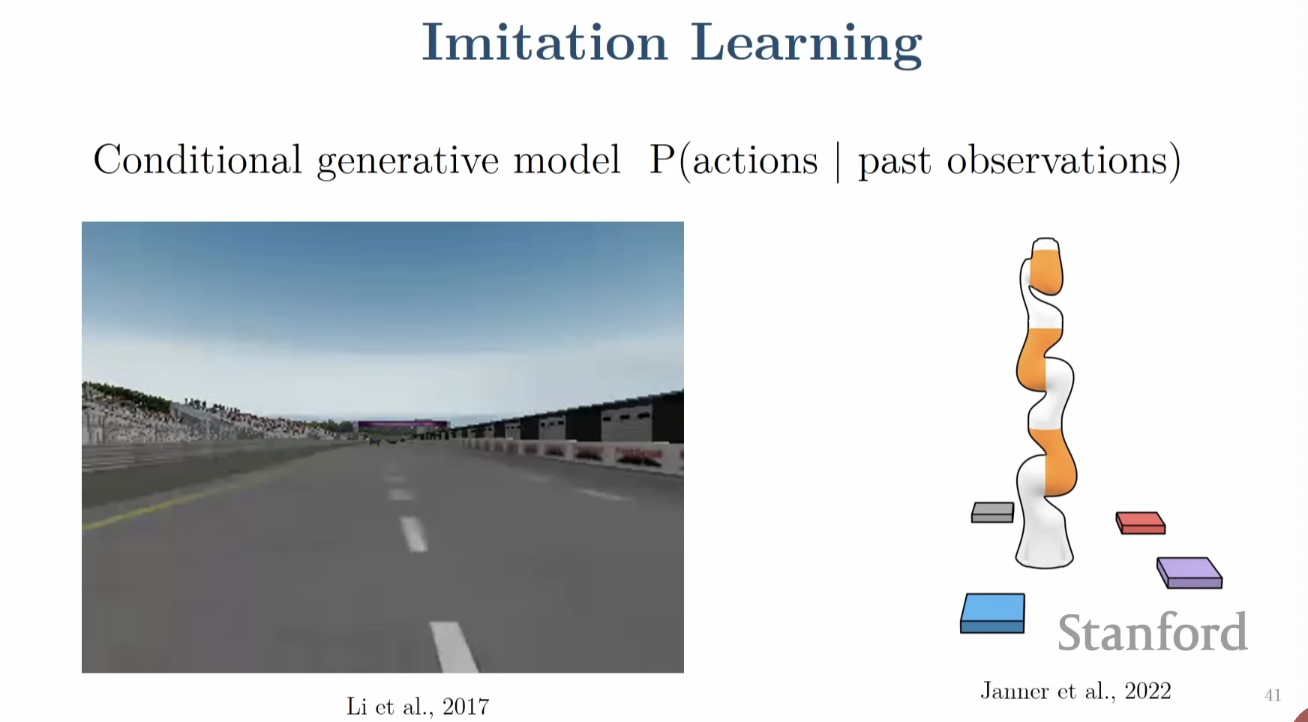 Imitation Learning
Conditional generative model P(actions | past observations)
Stanford
Li et al., 2017
Janner et al., 2022
41